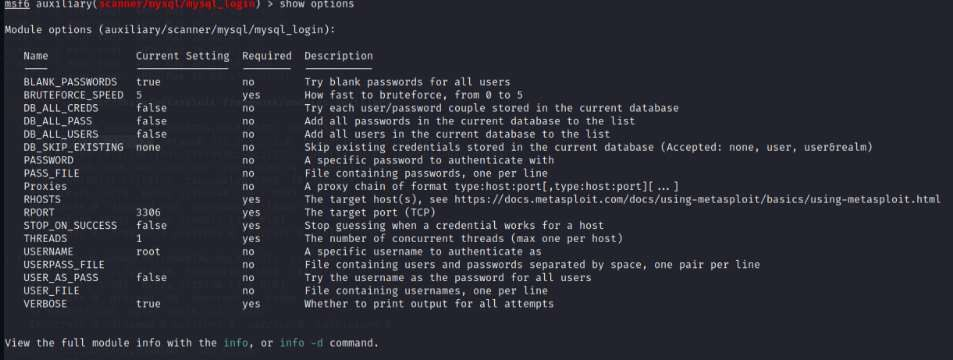 msf6 auxiliary(scanner/mysql/mysql_login) > show options
Module options (auxiliary/scanner/mysql/mysql_login):
Name Current Setting Required Description
BLANK_PASSWORDS true no Try blank passwords for all users
BRUTEFORCE_SPEED 5 yes How fast to bruteforce, from 0 to 5
DB_ALL_CREDS false no Try each user/password couple stored in the current database
DB_ALL_PASS false no Add all passwords in the current database to the list
DB_ALL_USERS false no Add all users in the current database to the list
DB_SKIP_EXISTING none no Skip existing credentials stored in the current database (Accepted: none, user, user&realm)
PASSWORD no A specific password to authenticate with
PASS_FILE no File containing passwords, one per line
Proxies no A proxy chain of format type:host:port[,type:host:port][...]
RHOSTS yes The target host(s), see https://docs.metasploit.com/docs/using-metasploit/basics/using-metasploit.html
RPORT 3306 yes The target port (TCP)
STOP_ON_SUCCESS false yes Stop guessing when a credential works for a host
THREADS 1 yes The number of concurrent threads (max one per host)
USERNAME root no A specific username to authenticate as
USERPASS_FILE no File containing users and passwords separated by space, one pair per line
USER_AS_PASS false no Try the username as the password for all users
USER_FILE no File containing usernames, one per line
VERBOSE true yes Whether to print output for all attempts
View the full module info with the info, or info -d command.